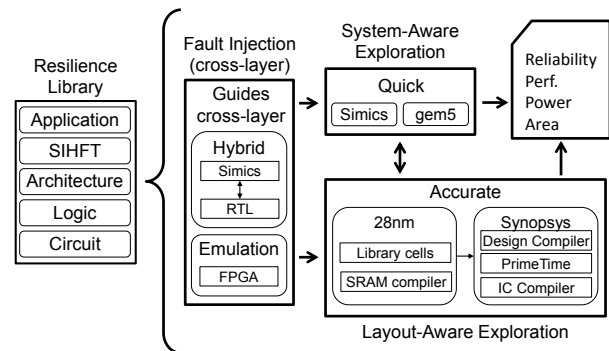 Resilience
Library
Application
SIHFT
Architecture
Logic
Circuit
Fault Injection
(cross-layer)
Guides
cross-layer
Hybrid
Simics
RTL
Emulation
FPGA
System-Aware
Exploration
Quick
Simics
gem5
Reliability
Perf.
Power
Area
Accurate
28nm
Library cells
SRAM compiler
Synopsys
Design Compiler
PrimeTime
IC Compiler
Layout-Aware Exploration